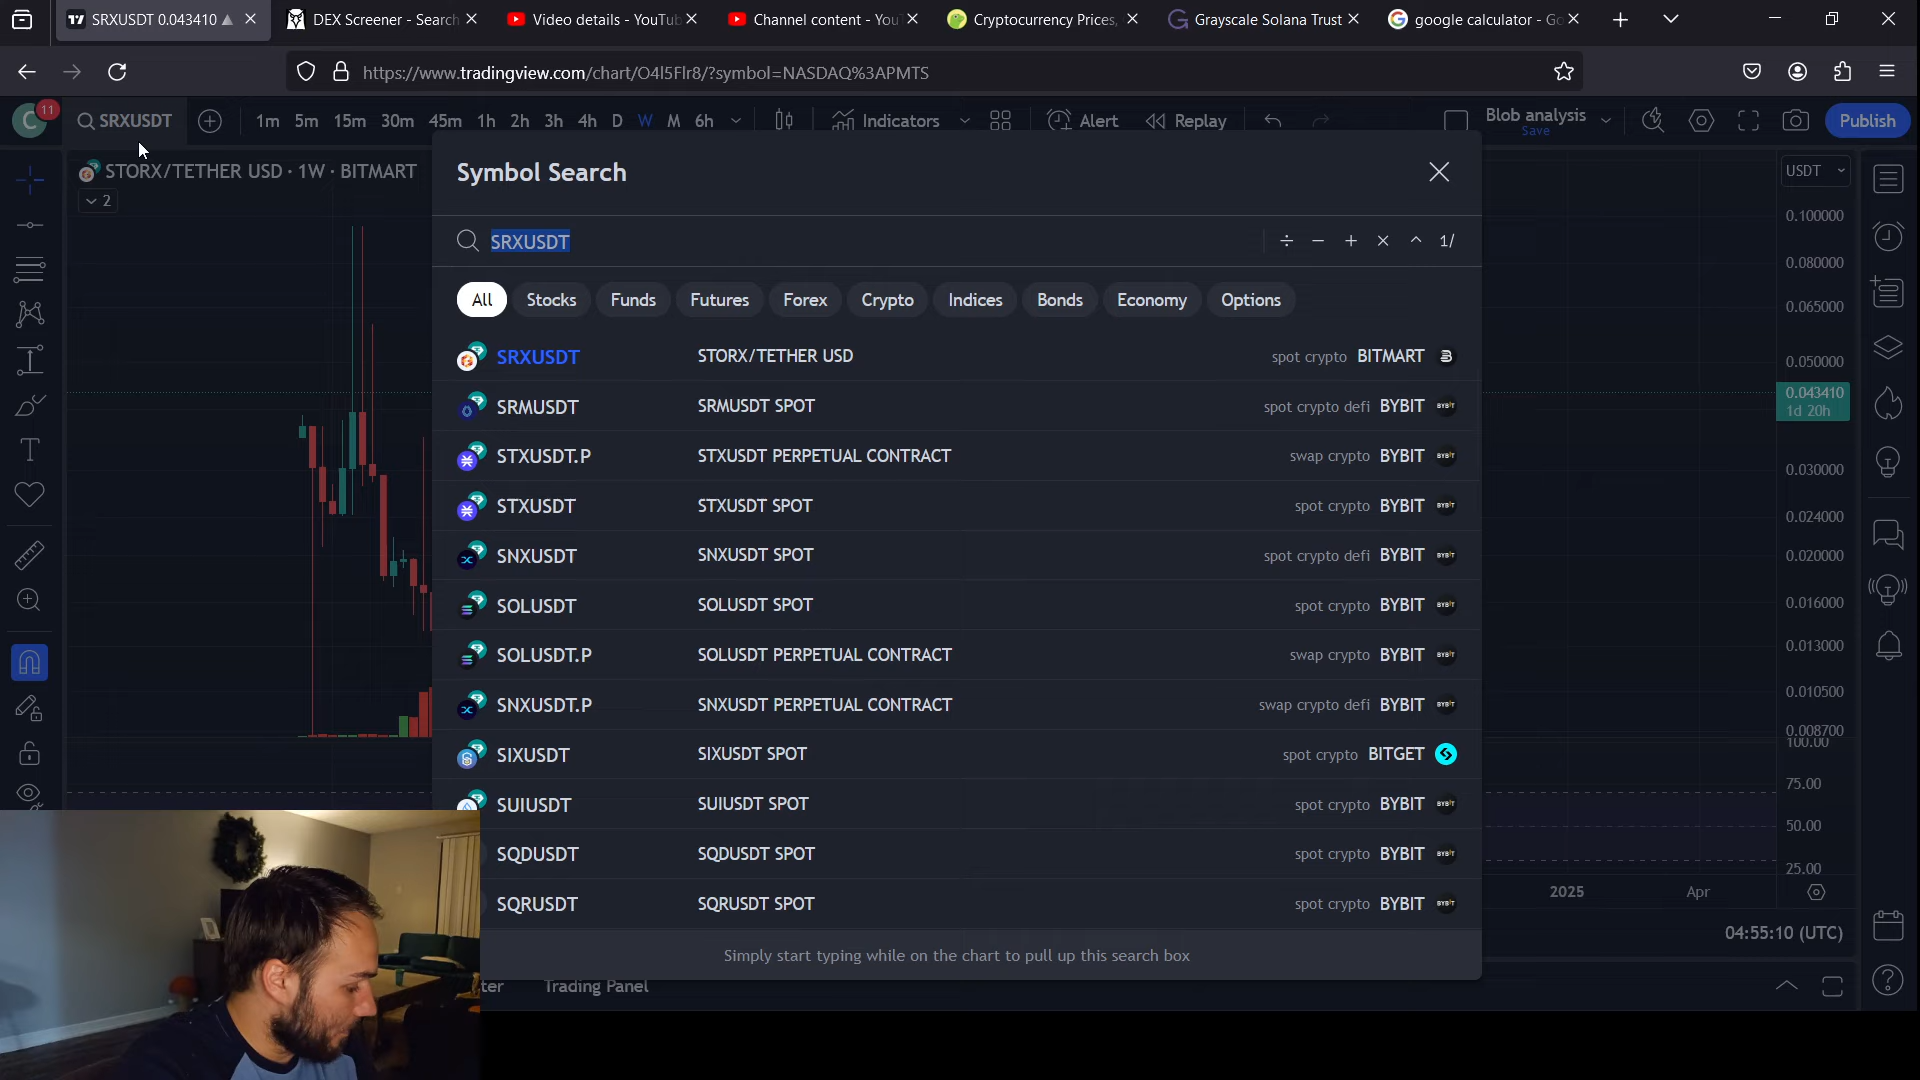 SRXUSDT 0.043410
DEX Screener - Search
Video details - YouTub
Channel content - You
Cryptocurrency Prices,
Grayscale Solana Trust
google calculator - Go
https://www.tradingview.com/chart/O4l5Flr8/?symbol=NASDAQ%3APMTS
C
11
SRXUSDT
1m 5m 15m 30m 45m 1h 2h 3h 4h D W M 6h
Indicators
Alert
Replay
Blob analysis
Save
Publish
STORX/TETHER USD · 1W · BITMART
2
USDT
Symbol Search
SRXUSDT
÷ − + × ^ 1/
All Stocks Funds Futures Forex Crypto Indices Bonds Economy Options
SRXUSDT STORX/TETHER USD spot crypto BITMART
SRMUSDT SRMUSDT SPOT spot crypto defi BYBIT
STXUSDT.P STXUSDT PERPETUAL CONTRACT swap crypto BYBIT
STXUSDT STXUSDT SPOT spot crypto BYBIT
SNXUSDT SNXUSDT SPOT spot crypto defi BYBIT
SOLUSDT SOLUSDT SPOT spot crypto BYBIT
SOLUSDT.P SOLUSDT PERPETUAL CONTRACT swap crypto BYBIT
SNXUSDT.P SNXUSDT PERPETUAL CONTRACT swap crypto defi BYBIT
SIXUSDT SIXUSDT SPOT spot crypto BITGET
SUIUSDT SUIUSDT SPOT spot crypto BYBIT
SQDUSDT SQDUSDT SPOT spot crypto BYBIT
SQRUSDT SQRUSDT SPOT spot crypto BYBIT
Simply start typing while on the chart to pull up this search box
0.100000
0.080000
0.065000
0.050000
0.043410
1d 20h
0.030000
0.024000
0.020000
0.016000
0.013000
0.010500
0.008700
100.00
75.00
50.00
25.00
2025 Apr
04:55:10 (UTC)
ter Trading Panel